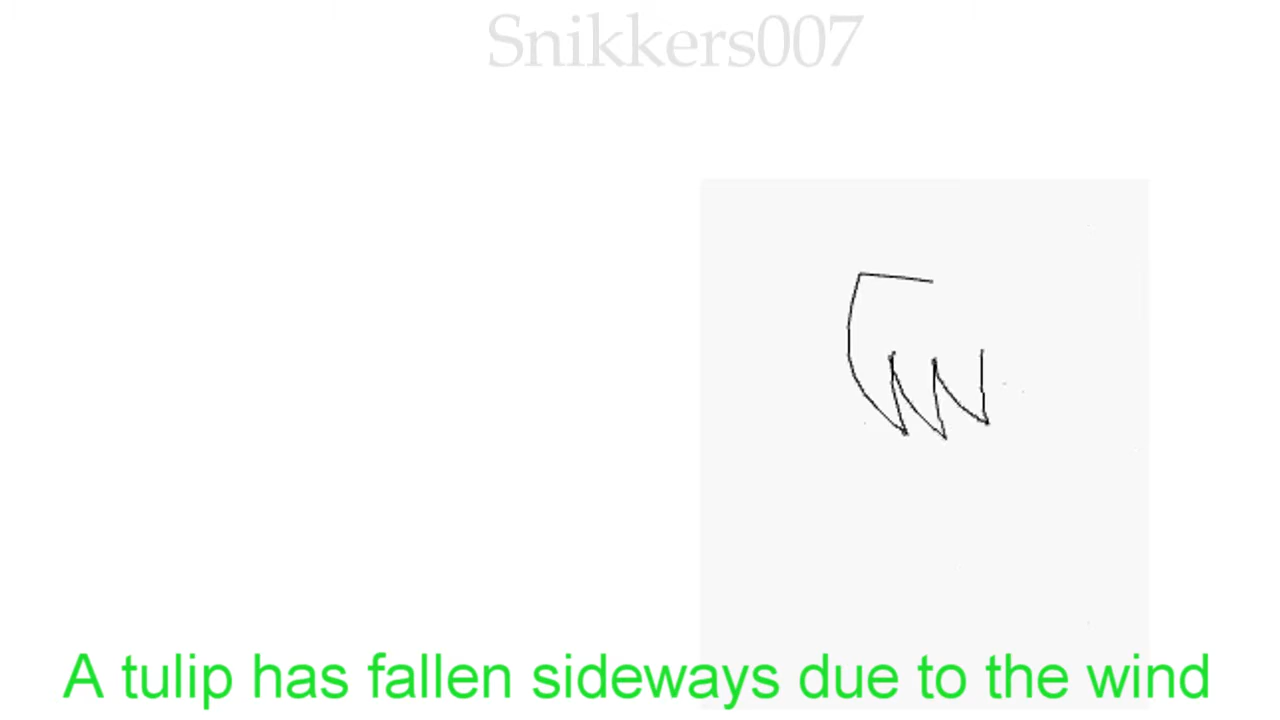 Snikkers007
A tulip has fallen sideways due to the wind